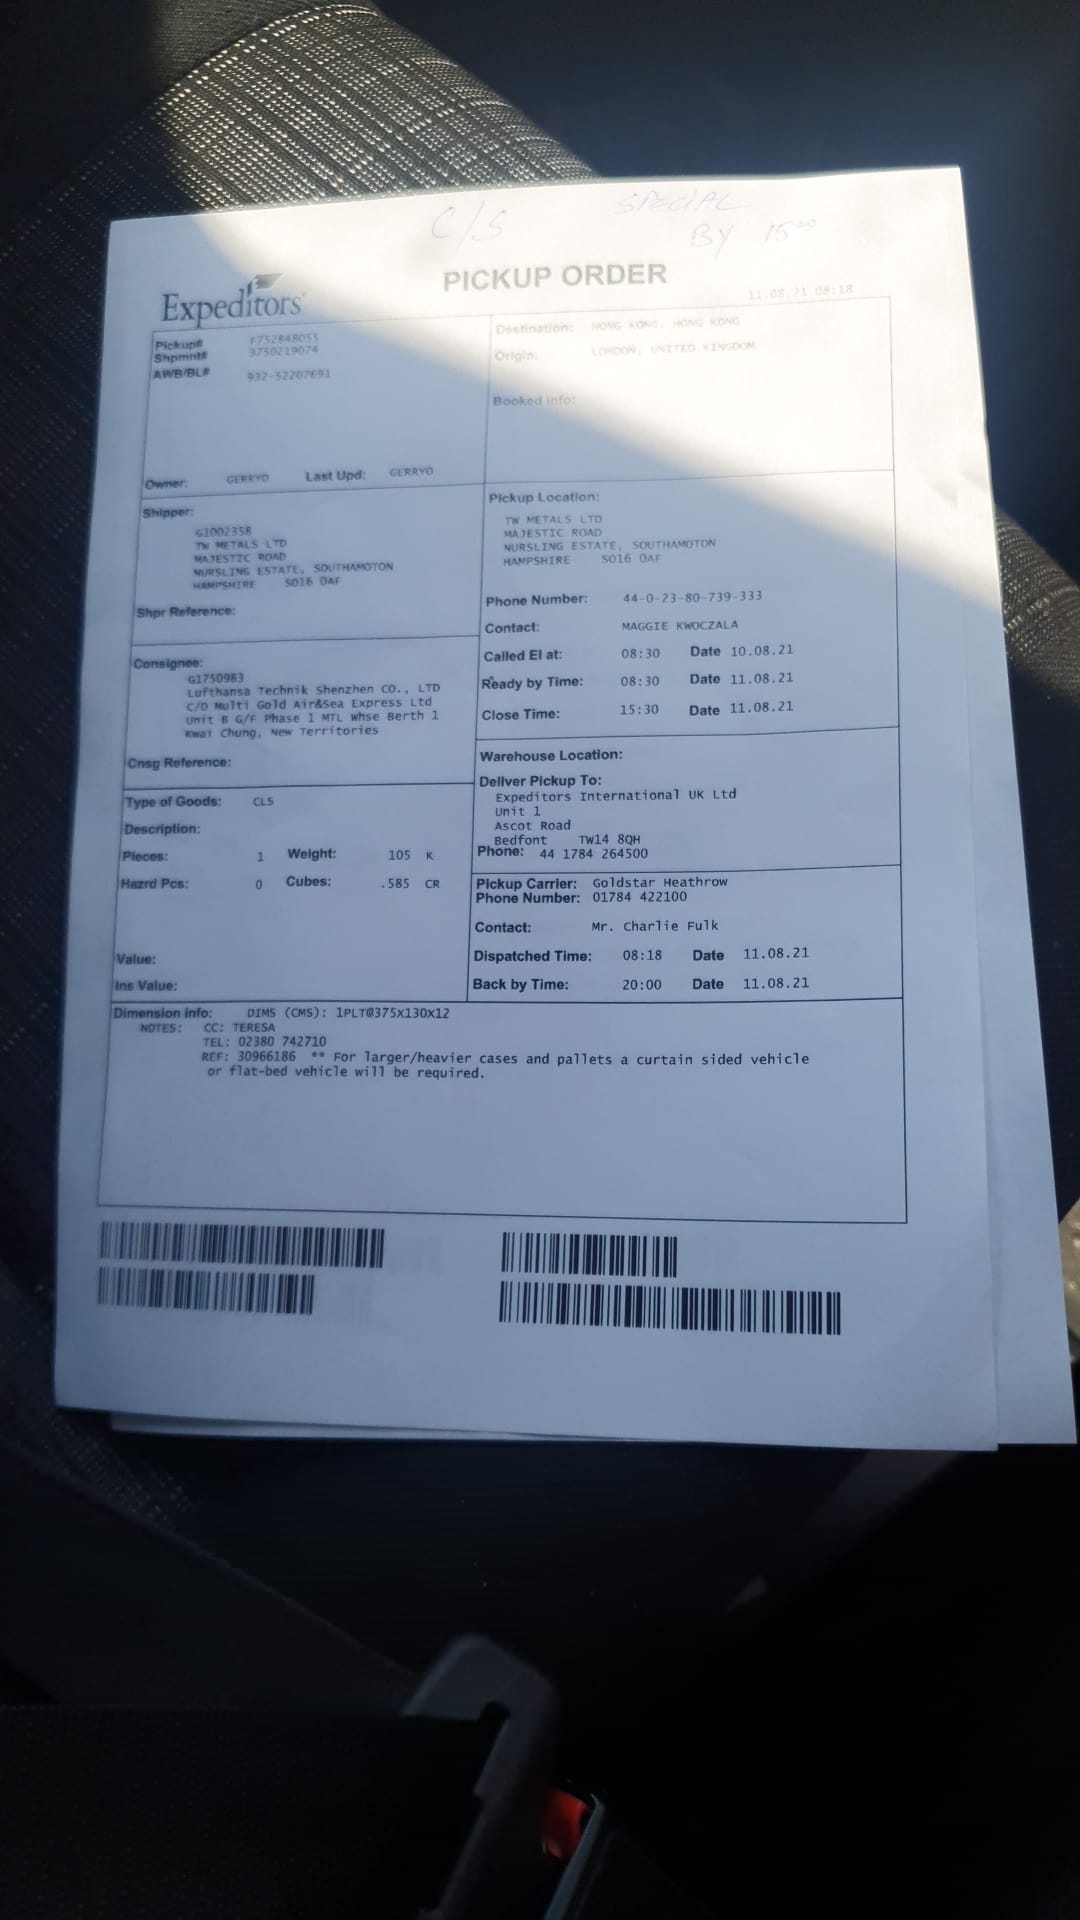 C/S SPECIAL
BY 15⁰⁰
PICKUP ORDER
Expeditors
11.08.21 08:18
Pickup# F752848055
Shpmnt# 3750219074
AWB/BL# 932-52207691
Destination: HONG KONG, HONG KONG
Origin: LONDON, UNITED KINGDOM
Booked Info:
Owner: GERRYO Last Upd: GERRYO
Shipper:
G1002358
TW METALS LTD
MAJESTIC ROAD
NURSLING ESTATE, SOUTHAMOTON
HAMPSHIRE SO16 0AF
Shpr Reference:
Pickup Location:
TW METALS LTD
MAJESTIC ROAD
NURSLING ESTATE, SOUTHAMOTON
HAMPSHIRE SO16 0AF
Phone Number: 44-0-23-80-739-333
Contact: MAGGIE KWOCZALA
Called EI at: 08:30 Date 10.08.21
Ready by Time: 08:30 Date 11.08.21
Close Time: 15:30 Date 11.08.21
Consignee:
G1750983
Lufthansa Technik Shenzhen CO., LTD
C/O Multi Gold Air&Sea Express Ltd
Unit B G/F Phase 1 MTL Whse Berth 1
Kwai Chung, New Territories
Cnsg Reference:
Warehouse Location:
Deliver Pickup To:
Expeditors International UK Ltd
Unit 1
Ascot Road
Bedfont TW14 8QH
Phone: 44 1784 264500
Type of Goods: CLS
Description:
Pieces: 1 Weight: 105 K
Hazrd Pcs: 0 Cubes: .585 CR
Value:
Ins Value:
Pickup Carrier: Goldstar Heathrow
Phone Number: 01784 422100
Contact: Mr. Charlie Fulk
Dispatched Time: 08:18 Date 11.08.21
Back by Time: 20:00 Date 11.08.21
Dimension info: DIMS (CMS): 1PLT@375X130X12
NOTES: CC: TERESA
TEL: 02380 742710
REF: 30966186 ** For larger/heavier cases and pallets a curtain sided vehicle
or flat-bed vehicle will be required.